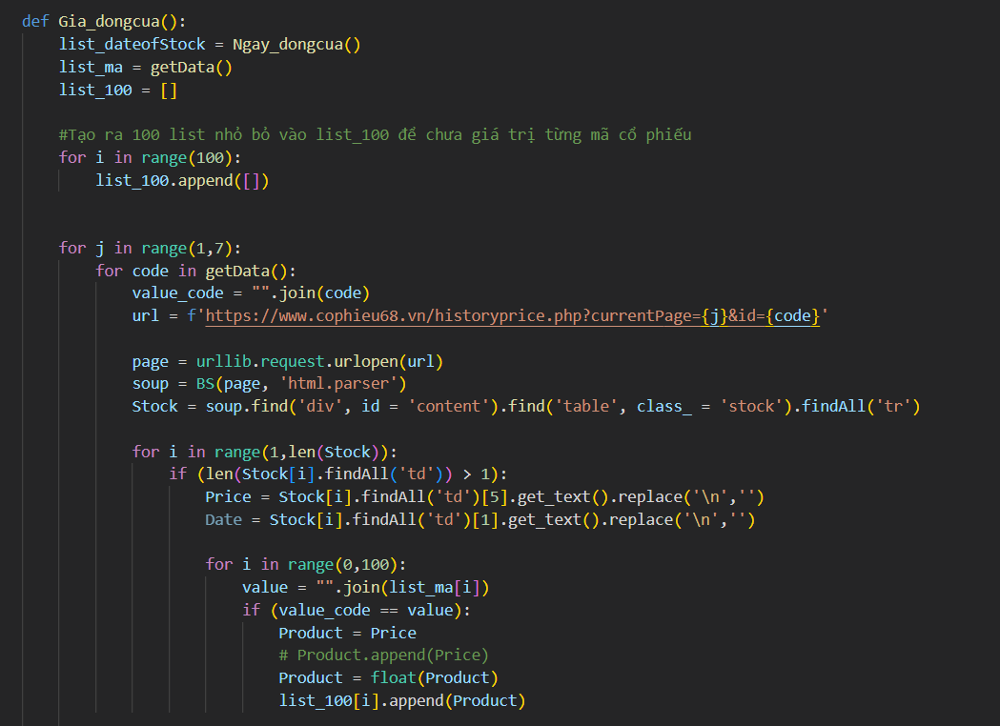 def Gia_dongcua():
    list_dateofStock = Ngay_dongcua()
    list_ma = getData()
    list_100 = []

    #Tạo ra 100 list nhỏ bỏ vào list_100 để chưa giá trị từng mã cổ phiếu
    for i in range(100):
        list_100.append([])


    for j in range(1,7):
        for code in getData():
            value_code = "".join(code)
            url = f'https://www.cophieu68.vn/historyprice.php?currentPage={j}&id={code}'

            page = urllib.request.urlopen(url)
            soup = BS(page, 'html.parser')
            Stock = soup.find('div', id = 'content').find('table', class_ = 'stock').findAll('tr')

            for i in range(1,len(Stock)):
                if (len(Stock[i].findAll('td')) > 1):
                    Price = Stock[i].findAll('td')[5].get_text().replace('\n','')
                    Date = Stock[i].findAll('td')[1].get_text().replace('\n','')

                    for i in range(0,100):
                        value = "".join(list_ma[i])
                        if (value_code == value):
                            Product = Price
                            # Product.append(Price)
                            Product = float(Product)
                            list_100[i].append(Product)